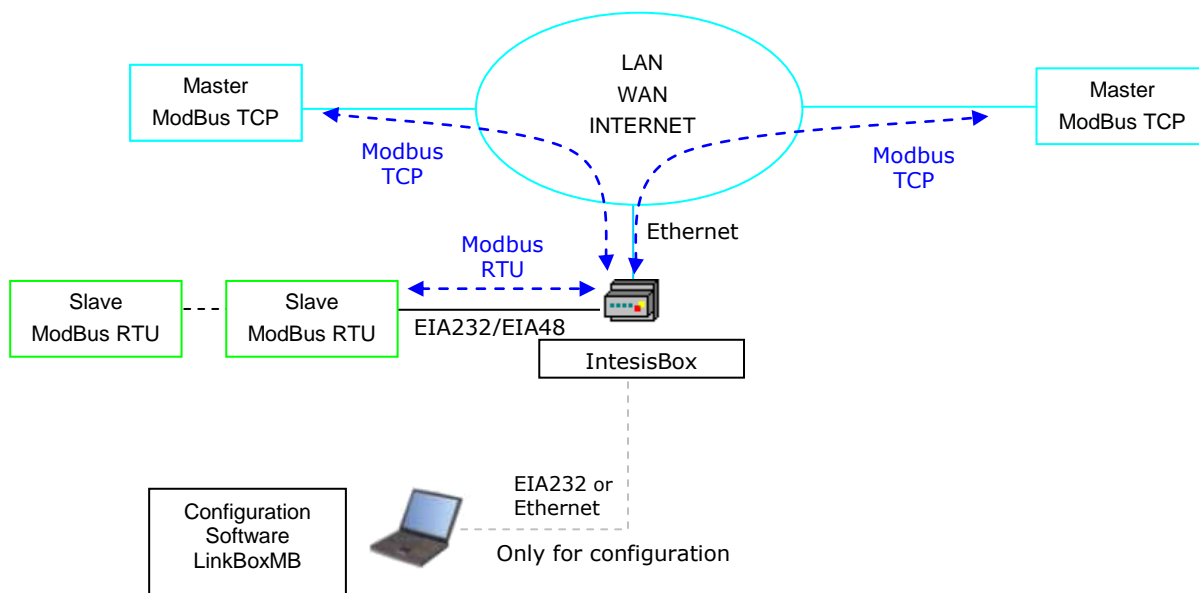 LAN
WAN
INTERNET
Master
ModBus TCP
Master
ModBus TCP
Modbus
TCP
Modbus
TCP
Ethernet
Modbus
RTU
Slave
ModBus RTU
Slave
ModBus RTU
EIA232/EIA48
IntesisBox
EIA232 or
Ethernet
Configuration
Software
LinkBoxMB
Only for configuration